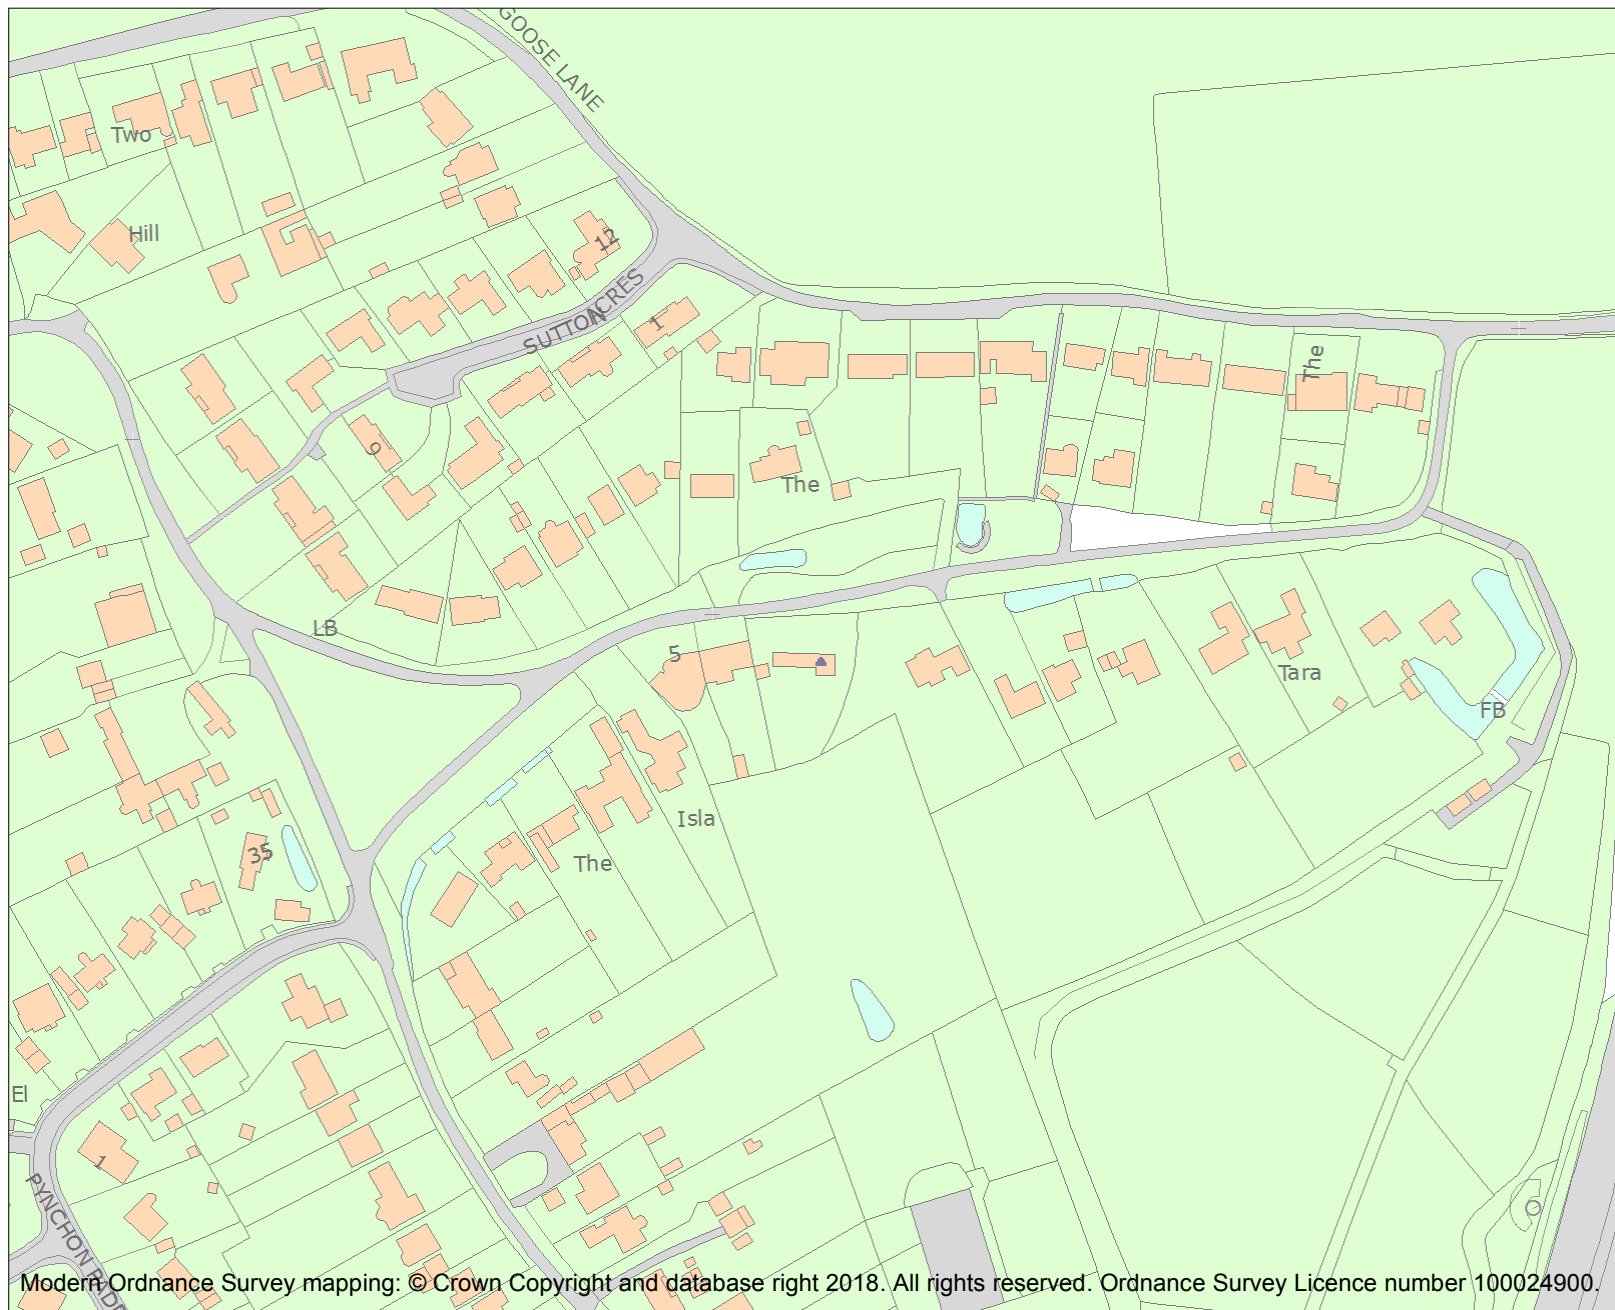 GOOSE LANE
Two
Hill
12
SUTTON ACRES
1
The
9
The
LB
5
Tara
FB
Isla
The
35
El
1
PYNCHON PADD
Modern Ordnance Survey mapping: © Crown Copyright and database right 2018. All rights reserved. Ordnance Survey Licence number 100024900.